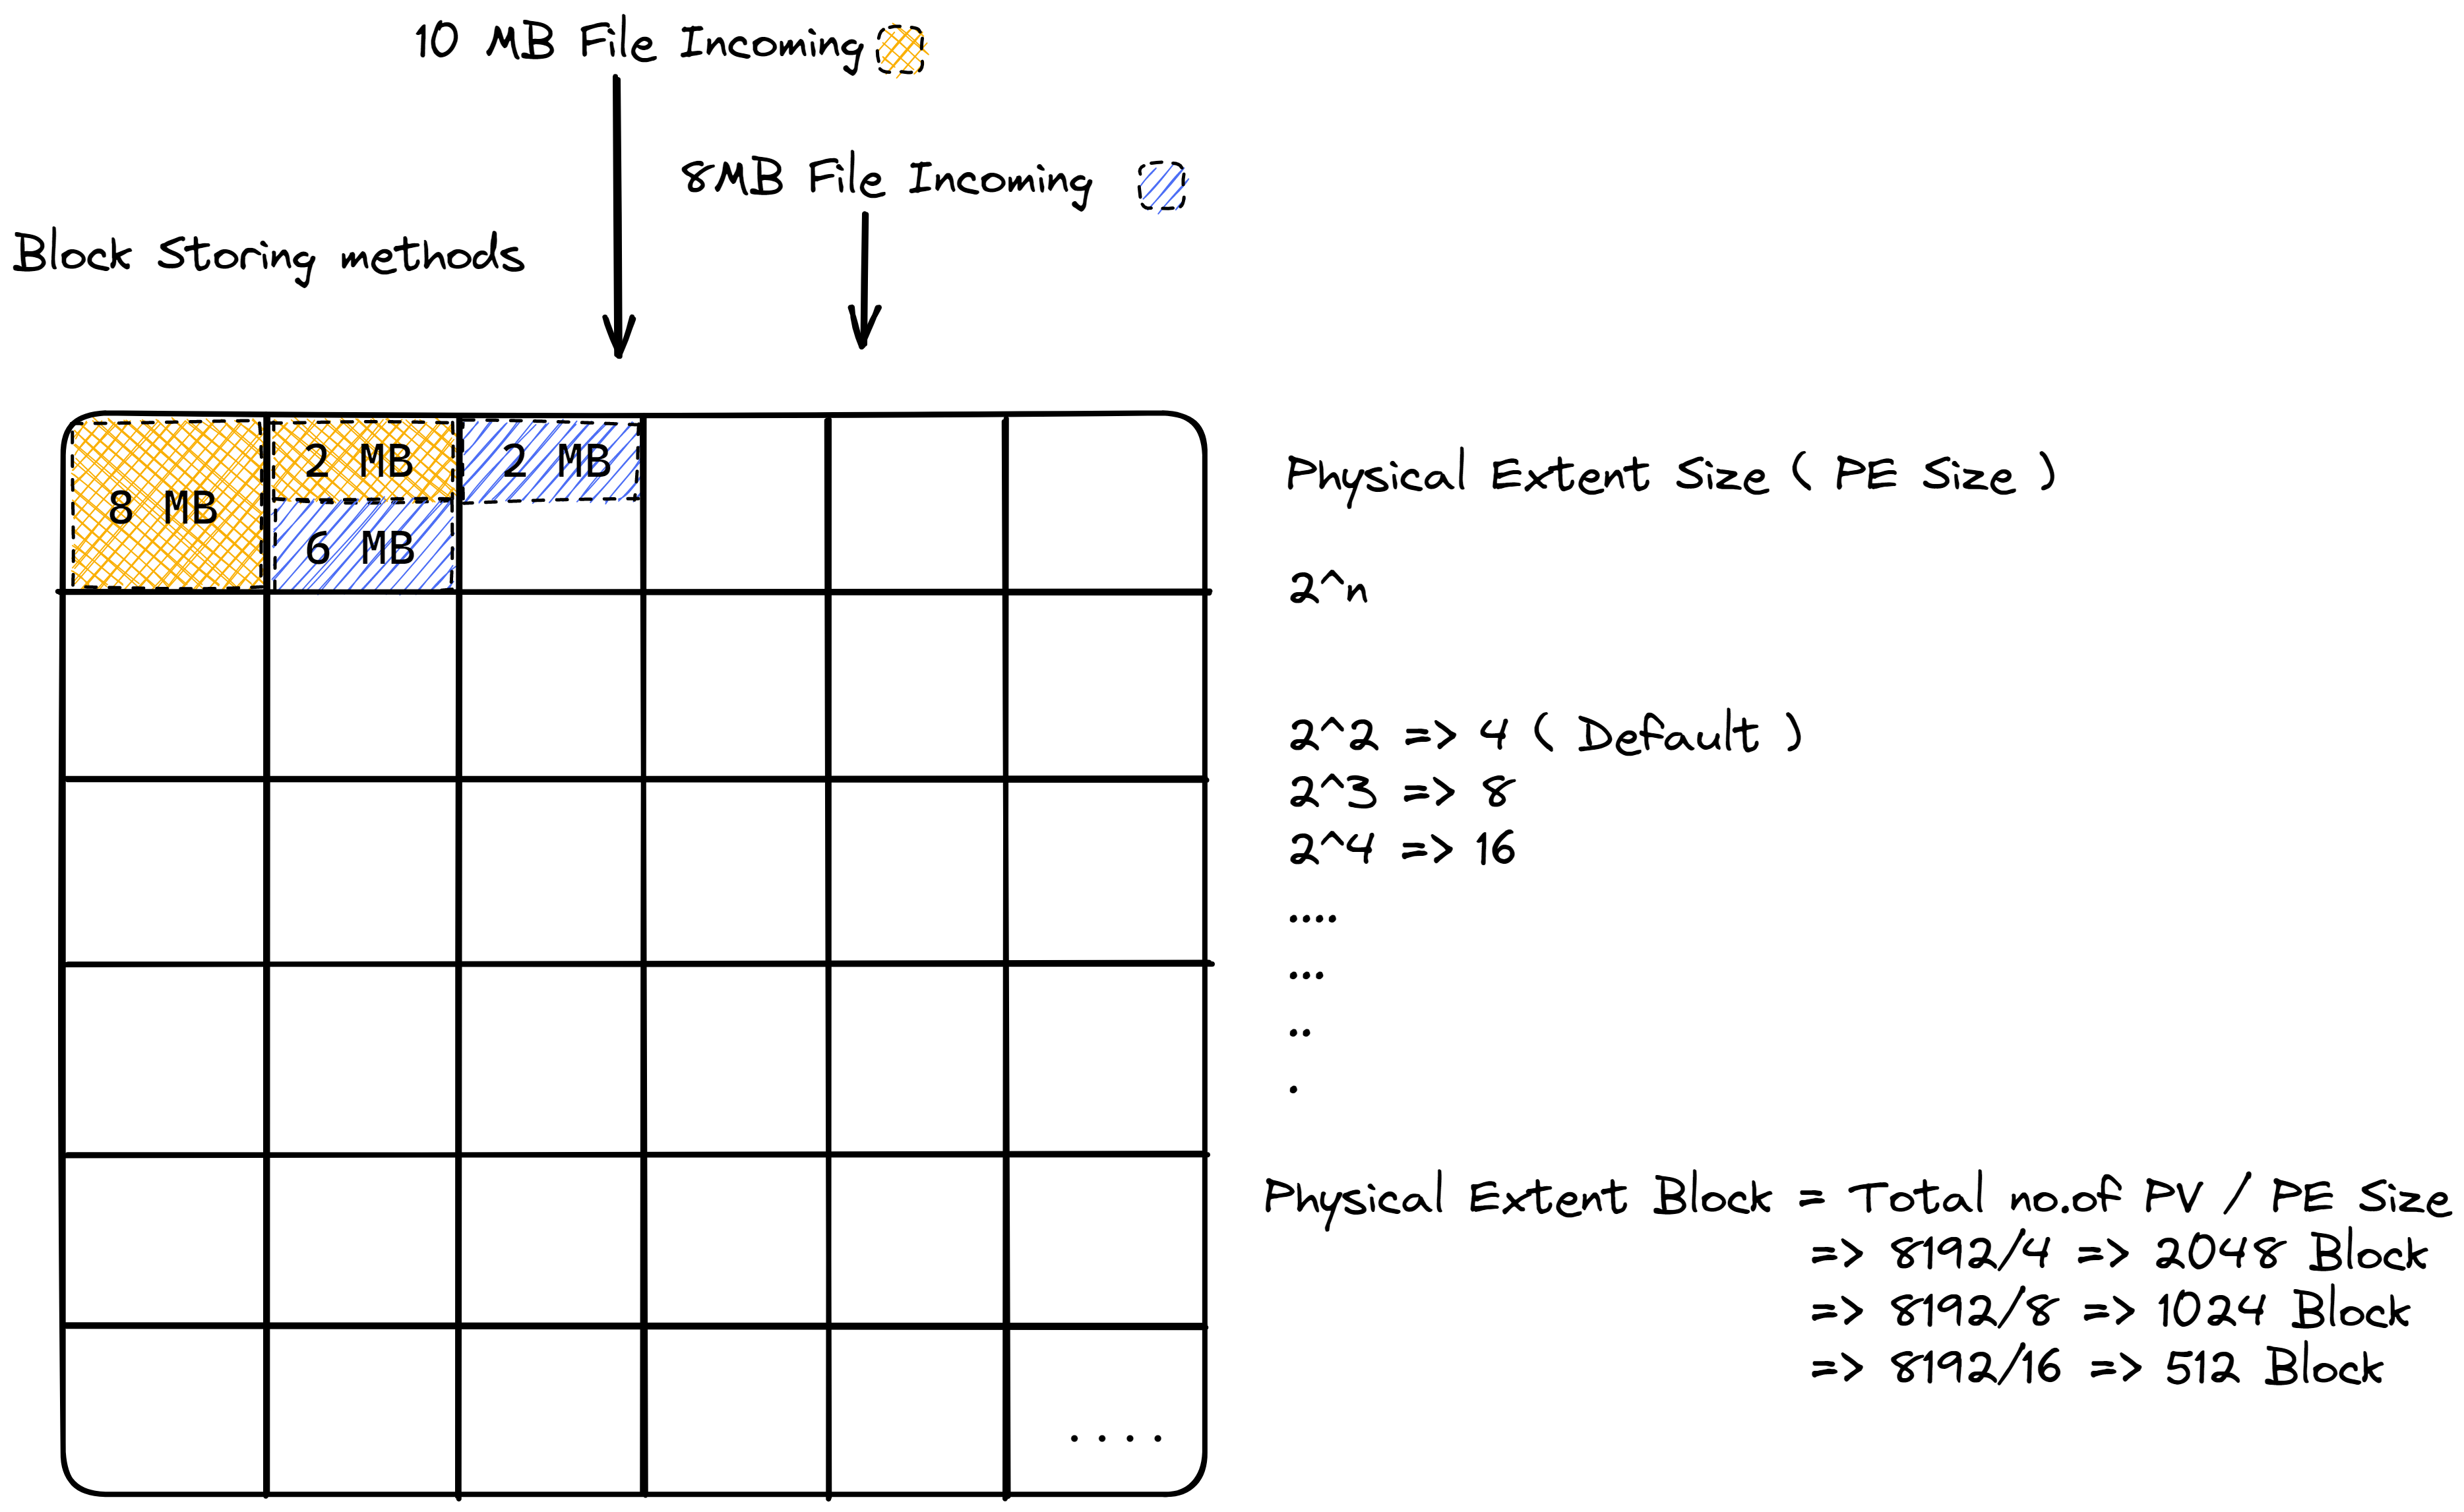 10 MB File Incoming
8MB File Incoming
Block Storing methods
8 MB
2 MB
6 MB
2 MB
....
Physical Extent Size ( PE Size )
2^n
2^2 => 4 ( Default )
2^3 => 8
2^4 => 16
....
...
..
.
Physical Extent Block = Total no.of PV / PE Size
=> 8192/4 => 2048 Block
=> 8192/8 => 1024 Block
=> 8192/16 => 512 Block